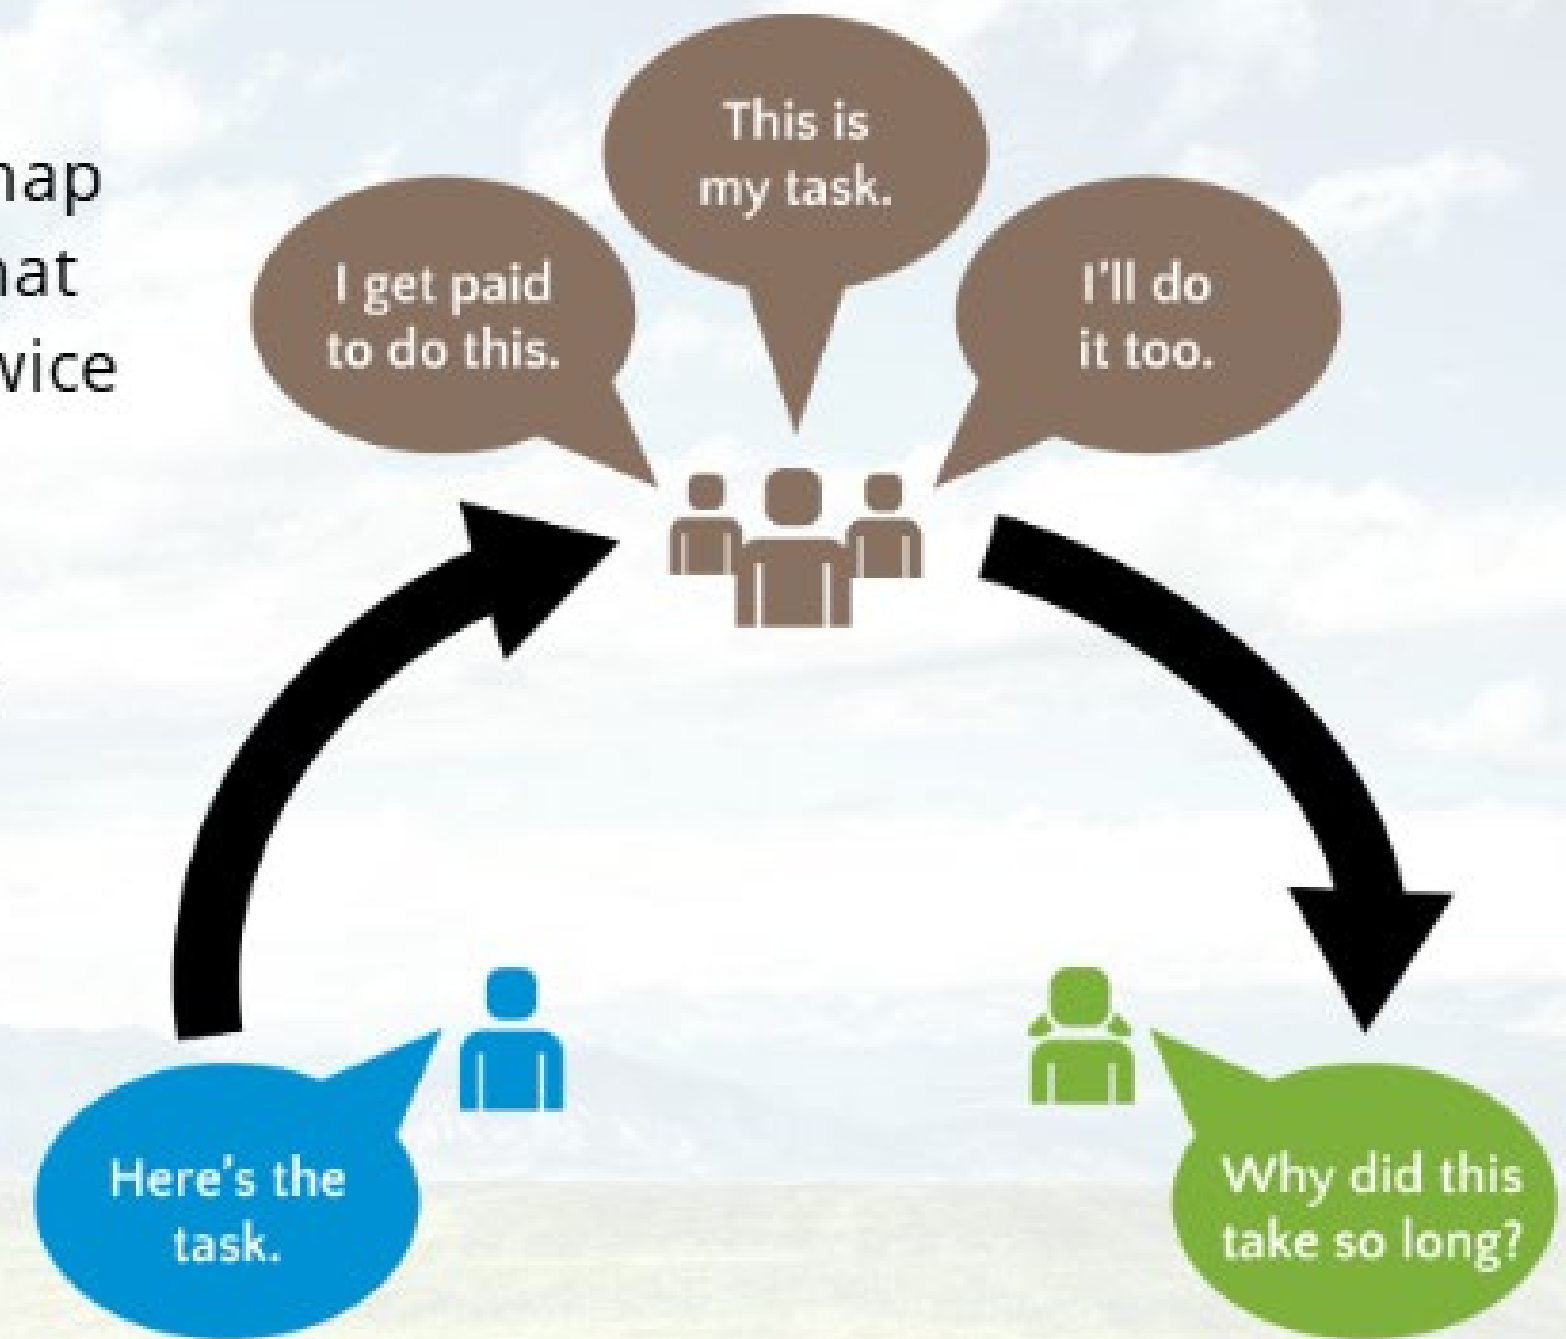 This is
my task.
I get paid
to do this.
I'll do
it too.
Here's the
task.
Why did this
take so long?